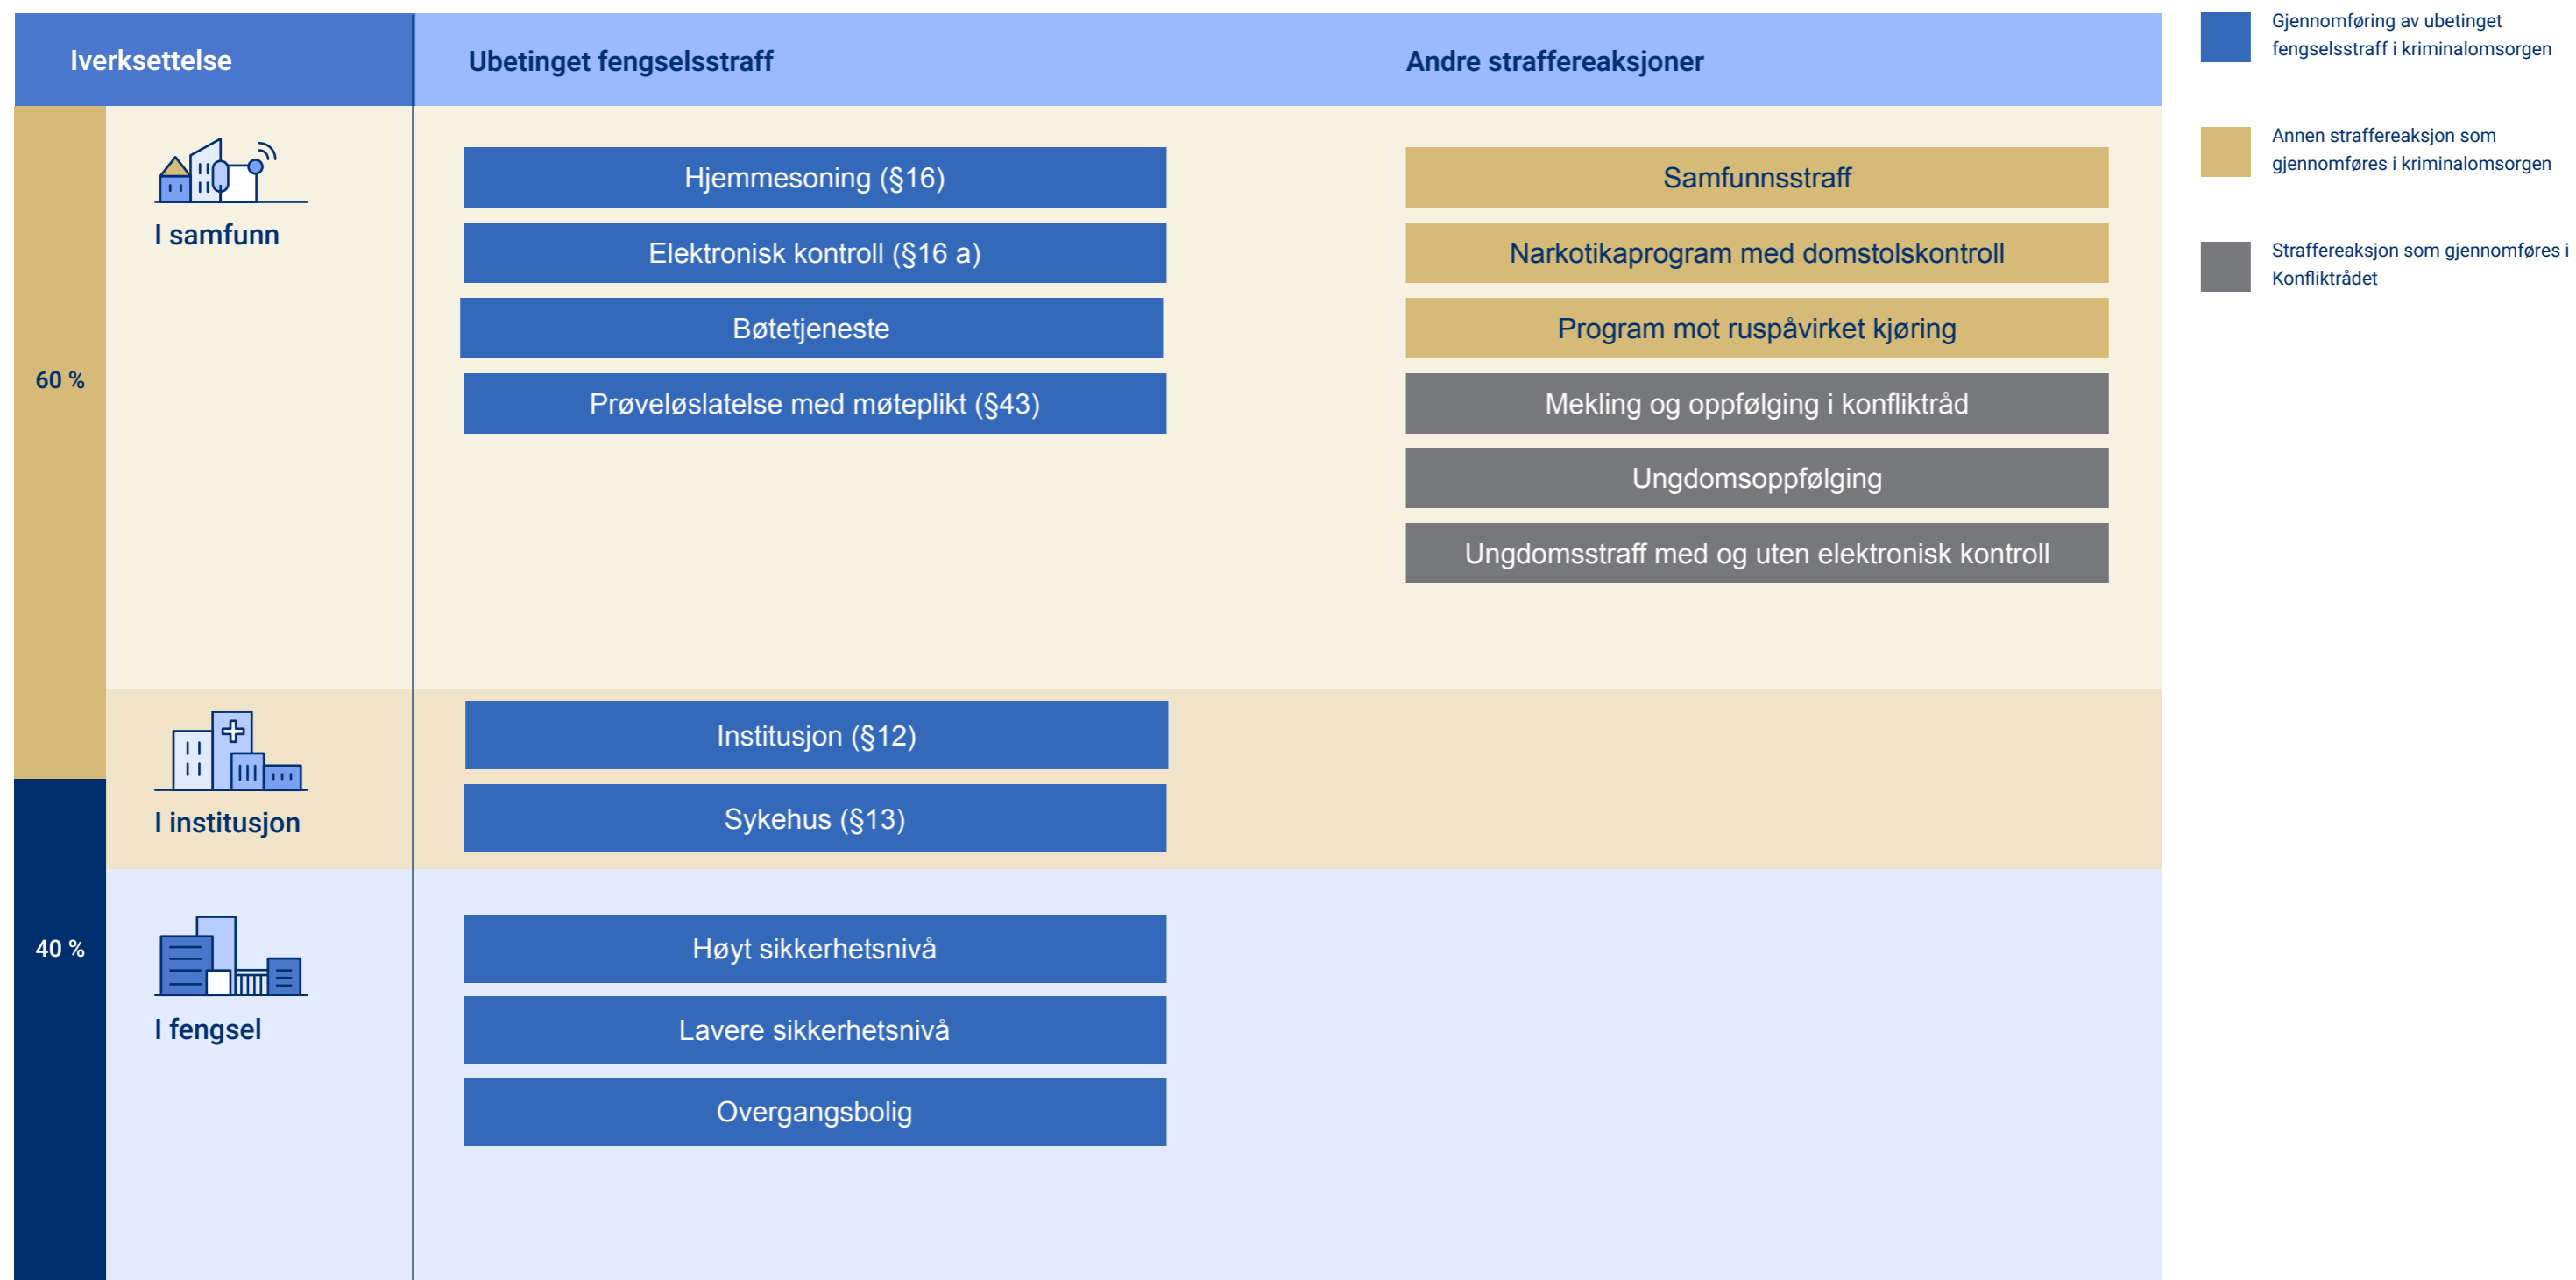 Iverksettelse
Ubetinget fengselsstraff
Andre straffereaksjoner
60 %
I samfunn
Hjemmesoning (§16)
Elektronisk kontroll (§16 a)
Bøtetjeneste
Prøveløslatelse med møteplikt (§43)
Samfunnsstraff
Narkotikaprogram med domstolskontroll
Program mot ruspåvirket kjøring
Mekling og oppfølging i konfliktråd
Ungdomsoppfølging
Ungdomsstraff med og uten elektronisk kontroll
I institusjon
Institusjon (§12)
Sykehus (§13)
40 %
I fengsel
Høyt sikkerhetsnivå
Lavere sikkerhetsnivå
Overgangsbolig
Gjennomføring av ubetinget
fengselsstraff i kriminalomsorgen
Annen straffereaksjon som
gjennomføres i kriminalomsorgen
Straffereaksjon som gjennomføres i
Konfliktrådet